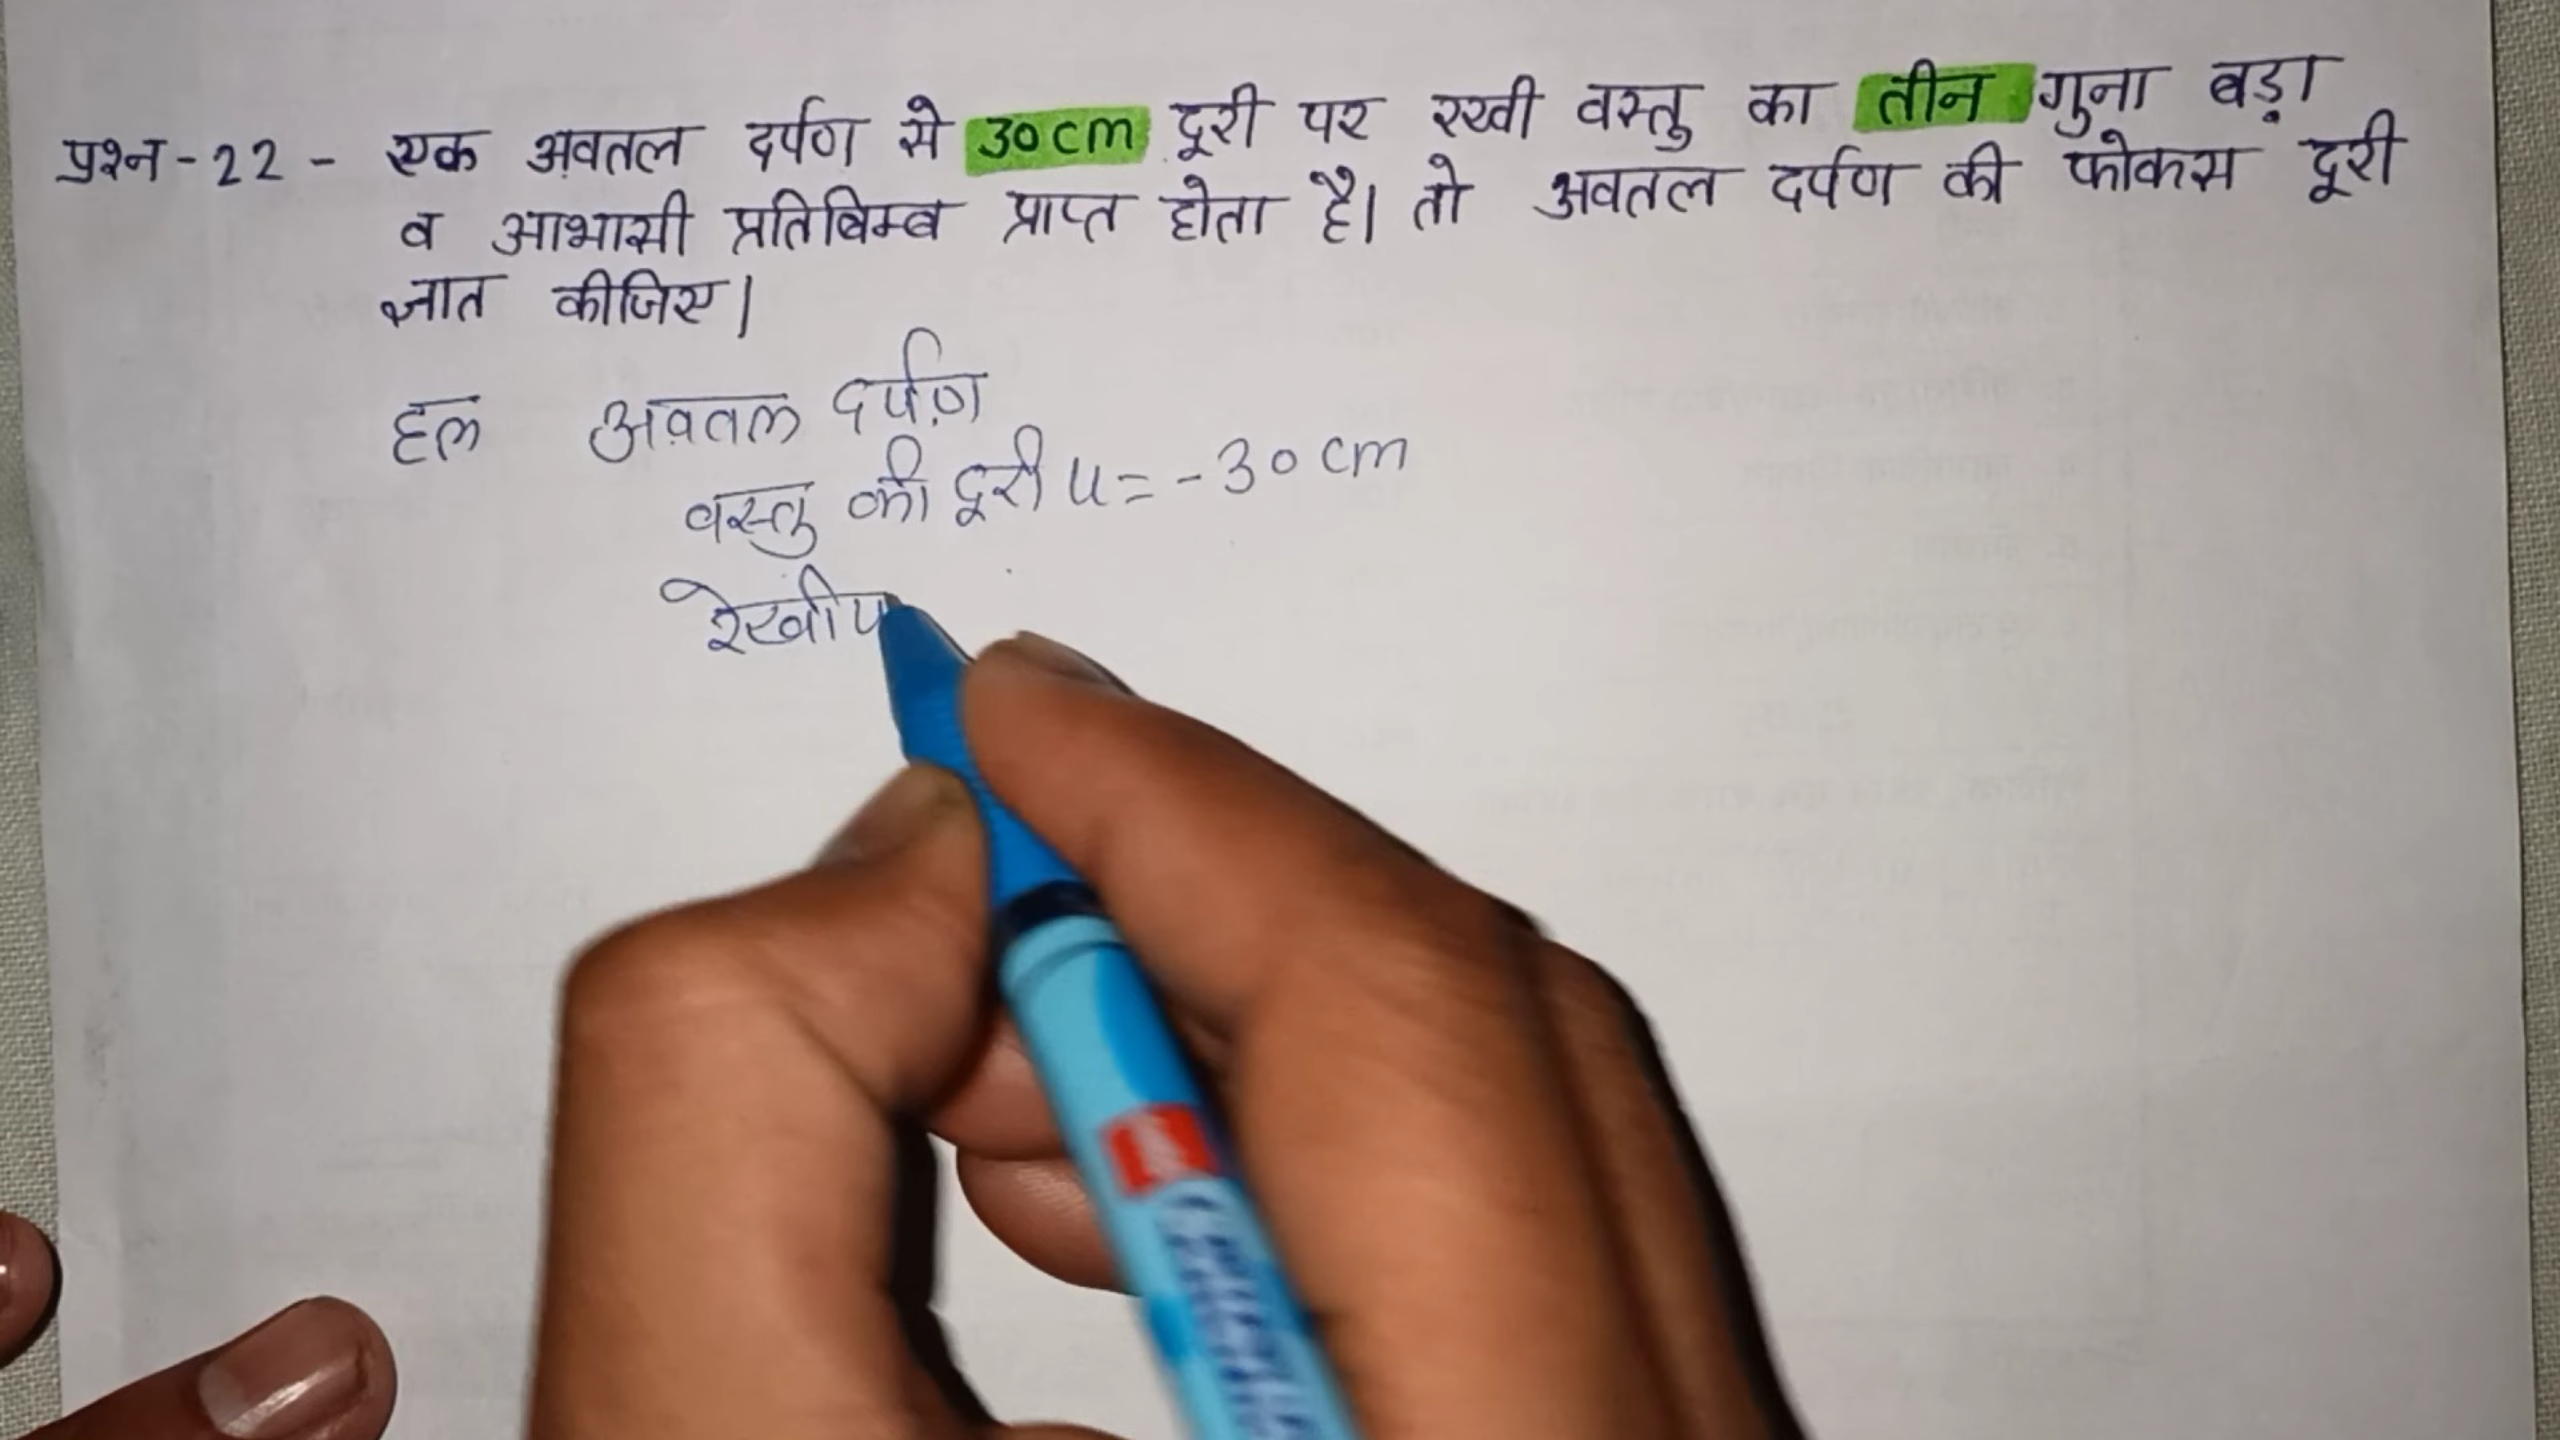 प्रश्न-22 - एक अवतल दर्पण से 30cm दूरी पर रखी वस्तु का तीन गुना बड़ा
व आभासी प्रतिबिम्ब प्राप्त होता है। तो अवतल दर्पण की फोकस दूरी
ज्ञात कीजिए।
हल अवतल दर्पण
वस्तु की दूरी u = -30 cm
रेखीय